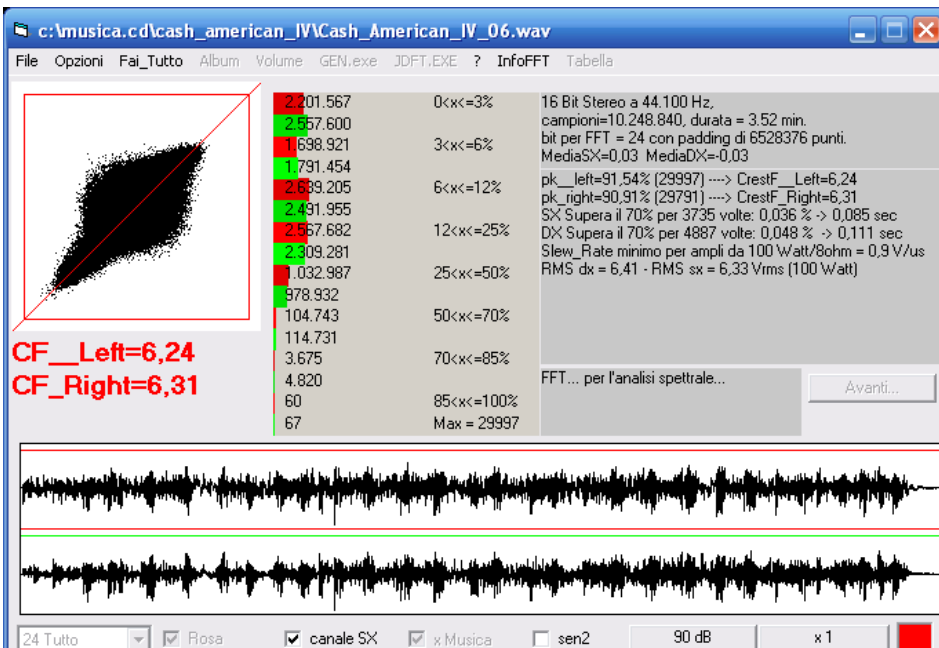 c:\musica.cd\cash_american_IV\Cash_American_IV_06.wav
File Opzioni Fai_Tutto Album Volume GEN.exe JDFT.EXE ? InfoFFT Tabella
2.201.567 0<x<=3%
2.557.600
1.698.921 3<x<=6%
1.791.454
2.639.205 6<x<=12%
2.491.955
2.567.682 12<x<=25%
2.309.281
1.032.987 25<x<=50%
978.932
104.743 50<x<=70%
114.731
3.675 70<x<=85%
4.820
60 85<x<=100%
67 Max = 29997
16 Bit Stereo a 44.100 Hz,
campioni=10.248.840, durata = 3.52 min.
bit per FFT = 24 con padding di 6528376 punti.
MediaSX=0,03 MediaDX=-0,03
pk__left=91,54% (29997) ----> CrestF__Left=6,24
pk_right=90,91% (29791) ----> CrestF_Right=6,31
SX Supera il 70% per 3735 volte: 0,036 % -> 0,085 sec
DX Supera il 70% per 4887 volte: 0,048 % -> 0,111 sec
Slew_Rate minimo per ampli da 100 Watt/8ohm = 0,9 V/us
RMS dx = 6,41 - RMS sx = 6,33 Vrms (100 Watt)
CF__Left=6,24
CF_Right=6,31
FFT... per l'analisi spettrale...
Avanti...
24 Tutto Rosa canale SX x Musica sen2 90 dB x 1